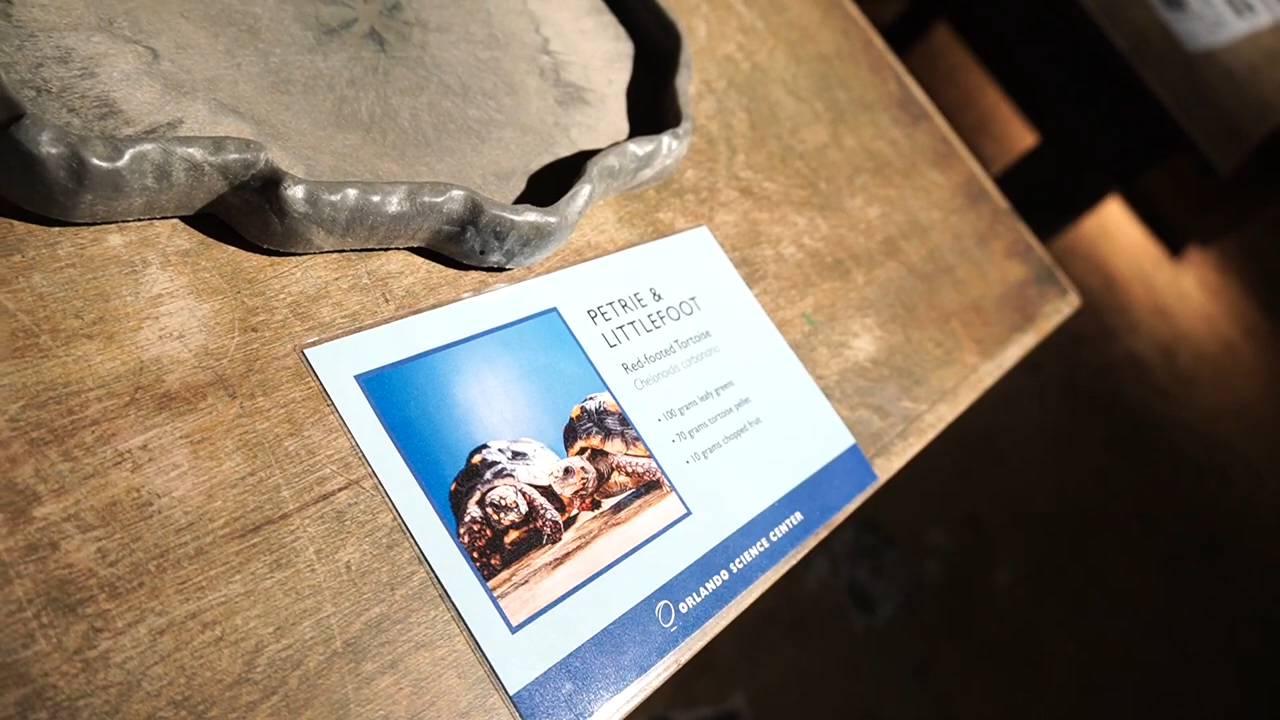 PETRIE &
LITTLEFOOT
Red-footed Tortoise
Chelonoidis carbonaria
• 100 grams leafy greens
• 70 grams tortoise pellet
• 10 grams chopped fruit
ORLANDO SCIENCE CENTER